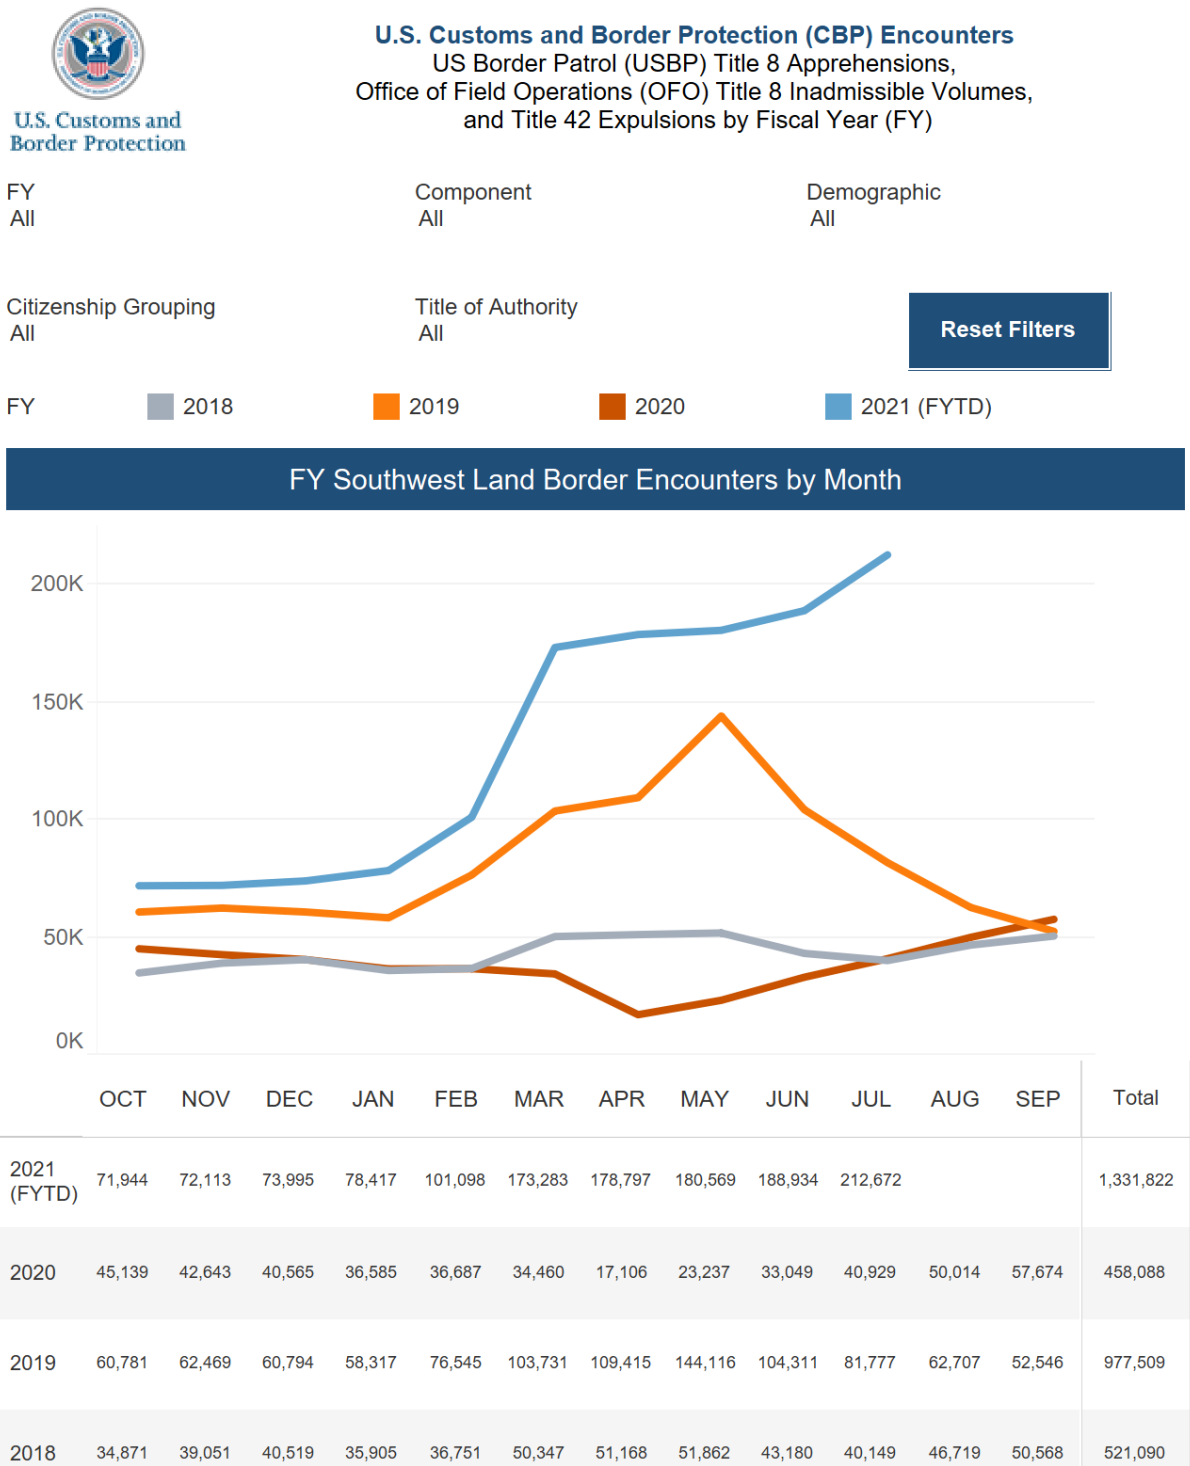 U.S. Customs and
Border Protection
U.S. Customs and Border Protection (CBP) Encounters
US Border Patrol (USBP) Title 8 Apprehensions,
Office of Field Operations (OFO) Title 8 Inadmissible Volumes,
and Title 42 Expulsions by Fiscal Year (FY)
FY Component Demographic
All All All
Citizenship Grouping Title of Authority
All All
Reset Filters
FY 2018 2019 2020 2021 (FYTD)
FY Southwest Land Border Encounters by Month
200K
150K
100K
50K
0K
OCT NOV DEC JAN FEB MAR APR MAY JUN JUL AUG SEP Total
2021 (FYTD) 71,944 72,113 73,995 78,417 101,098 173,283 178,797 180,569 188,934 212,672 1,331,822
2020 45,139 42,643 40,565 36,585 36,687 34,460 17,106 23,237 33,049 40,929 50,014 57,674 458,088
2019 60,781 62,469 60,794 58,317 76,545 103,731 109,415 144,116 104,311 81,777 62,707 52,546 977,509
2018 34,871 39,051 40,519 35,905 36,751 50,347 51,168 51,862 43,180 40,149 46,719 50,568 521,090